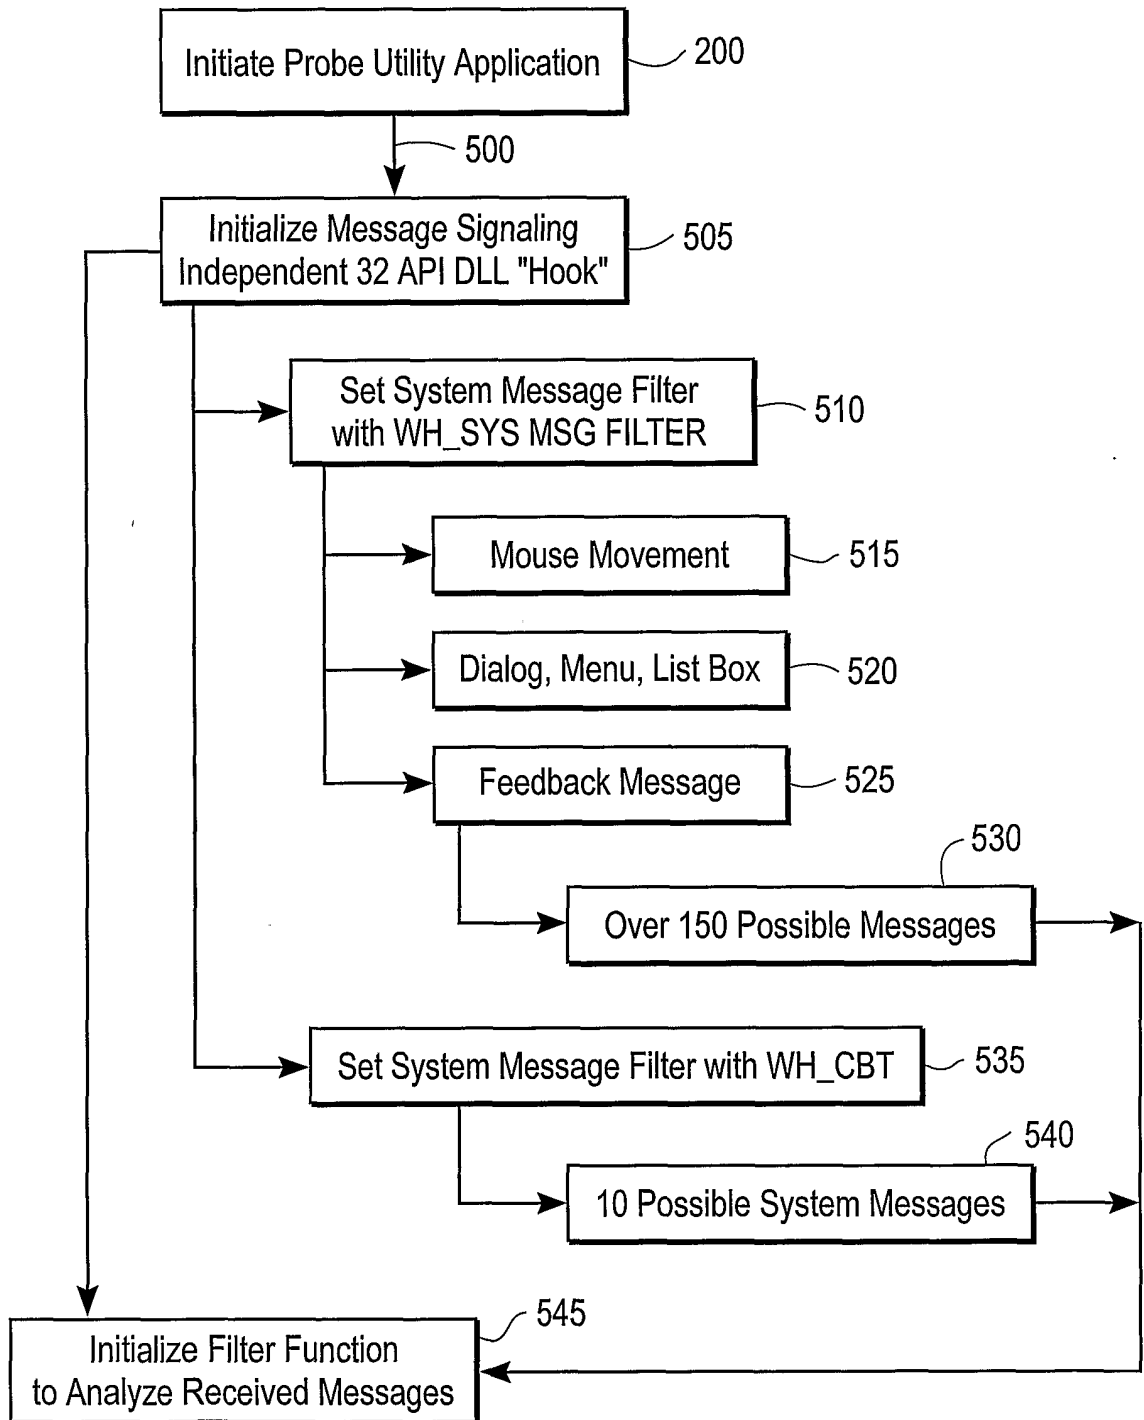 Initiate Probe Utility Application
200
500
Initialize Message Signaling
Independent 32 API DLL "Hook"
505
Set System Message Filter
with WH_SYS MSG FILTER
510
Mouse Movement
515
Dialog, Menu, List Box
520
Feedback Message
525
530
Over 150 Possible Messages
Set System Message Filter with WH_CBT
535
540
10 Possible System Messages
545
Initialize Filter Function
to Analyze Received Messages